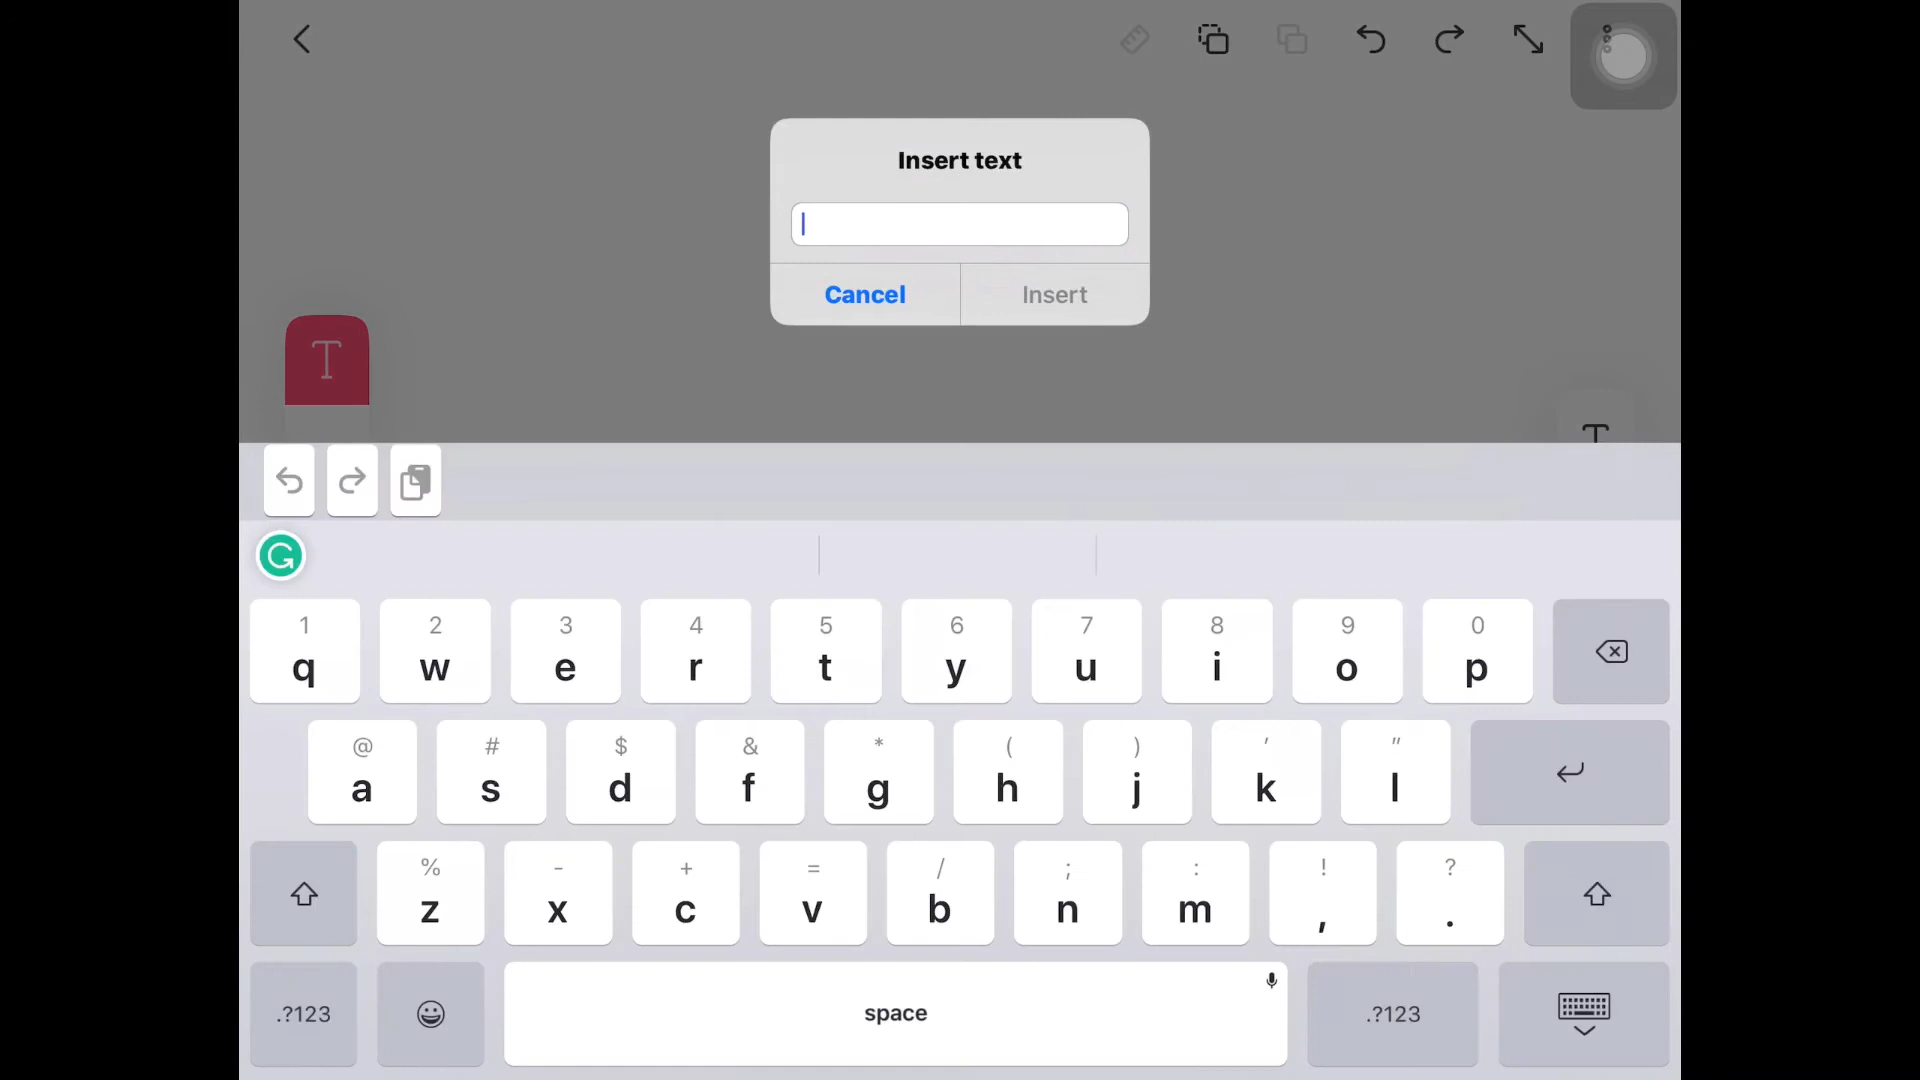 Insert text
Cancel Insert
T
T
1 2 3 4 5 6 7 8 9 0
q w e r t y u i o p
@ # $ & * ( ) ′ ″
a s d f g h j k l
% - + = / ; : ! ?
z x c v b n m , .
.?123 space .?123